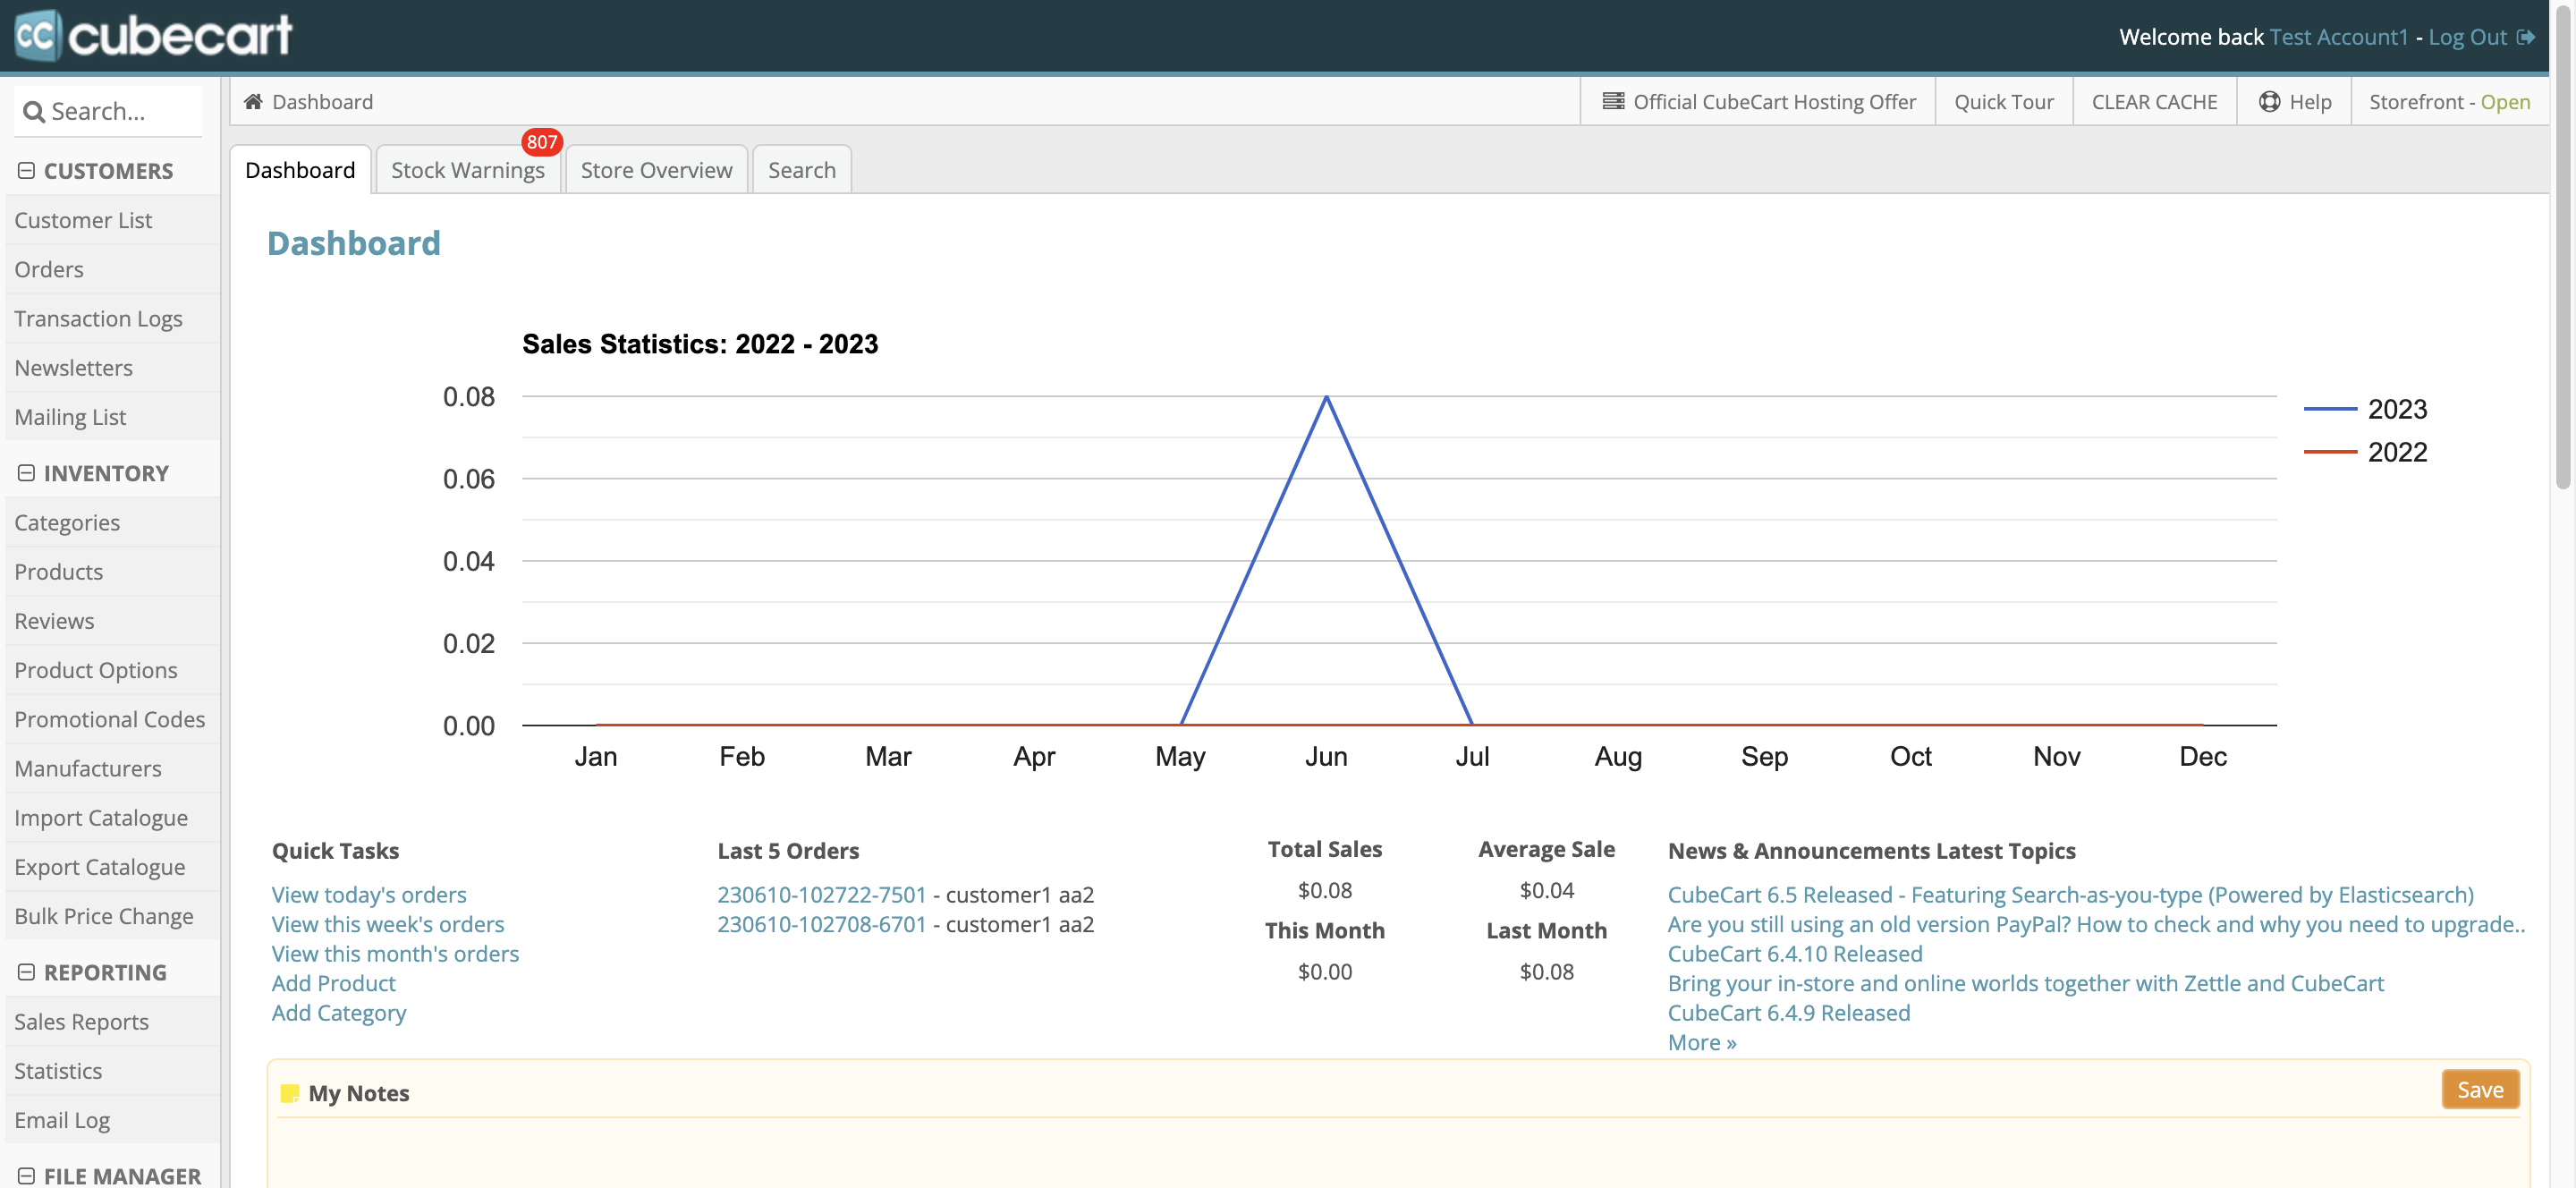 cc cubecart
Welcome back Test Account1 - Log Out
Search...
Dashboard
Official CubeCart Hosting Offer
Quick Tour
CLEAR CACHE
Help
Storefront - Open
CUSTOMERS
Customer List
Orders
Transaction Logs
Newsletters
Mailing List
INVENTORY
Categories
Products
Reviews
Product Options
Promotional Codes
Manufacturers
Import Catalogue
Export Catalogue
Bulk Price Change
REPORTING
Sales Reports
Statistics
Email Log
FILE MANAGER
Dashboard
Stock Warnings
807
Store Overview
Search
Dashboard
Sales Statistics: 2022 - 2023
0.08
0.06
0.04
0.02
0.00
Jan Feb Mar Apr May Jun Jul Aug Sep Oct Nov Dec
2023
2022
Quick Tasks
View today's orders
View this week's orders
View this month's orders
Add Product
Add Category
Last 5 Orders
230610-102722-7501 - customer1 aa2
230610-102708-6701 - customer1 aa2
Total Sales
$0.08
Average Sale
$0.04
This Month
$0.00
Last Month
$0.08
News & Announcements Latest Topics
CubeCart 6.5 Released - Featuring Search-as-you-type (Powered by Elasticsearch)
Are you still using an old version PayPal? How to check and why you need to upgrade..
CubeCart 6.4.10 Released
Bring your in-store and online worlds together with Zettle and CubeCart
CubeCart 6.4.9 Released
More »
My Notes
Save